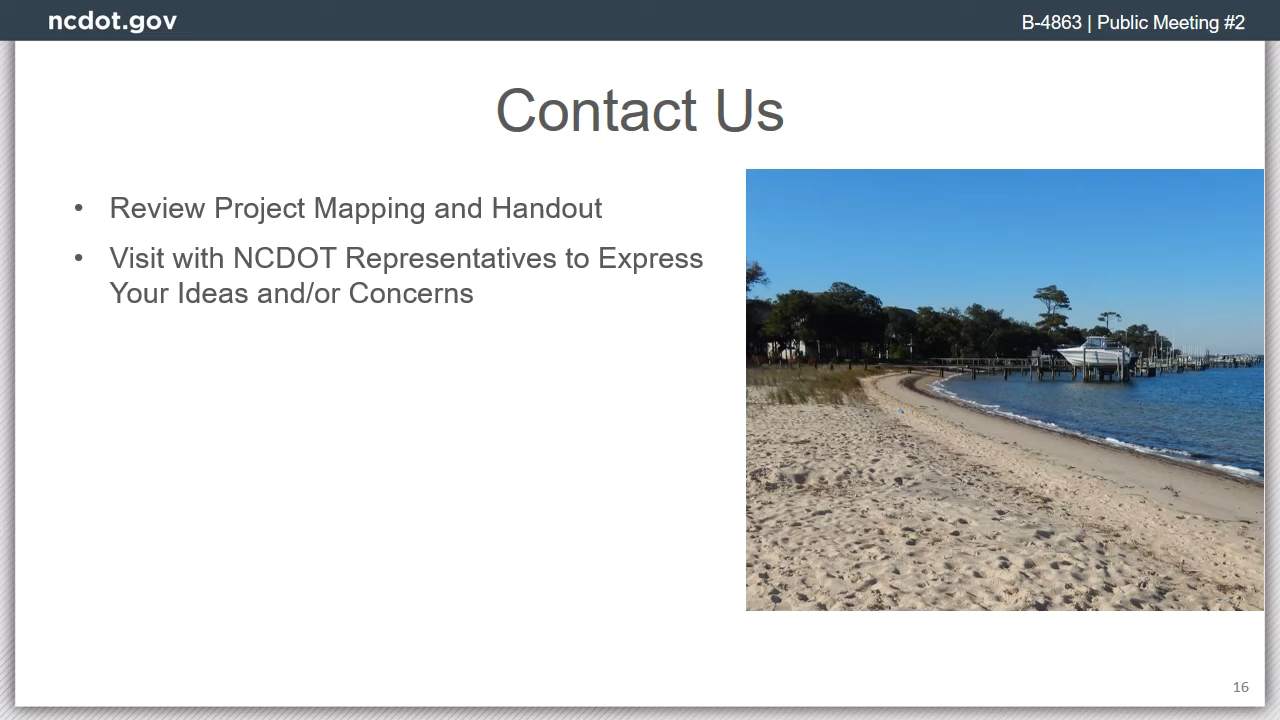 ncdot.gov
B-4863 | Public Meeting #2
Contact Us
• Review Project Mapping and Handout
• Visit with NCDOT Representatives to Express
Your Ideas and/or Concerns
16